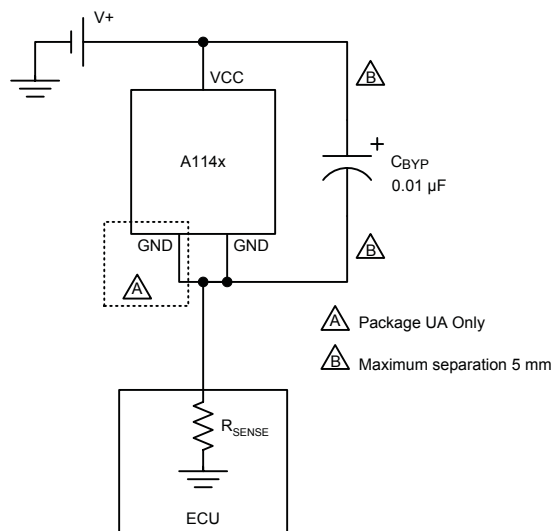 V+
VCC
B
A114x
+
CBYP
0.01 µF
GND GND
A
B
A Package UA Only
B Maximum separation 5 mm
RSENSE
ECU